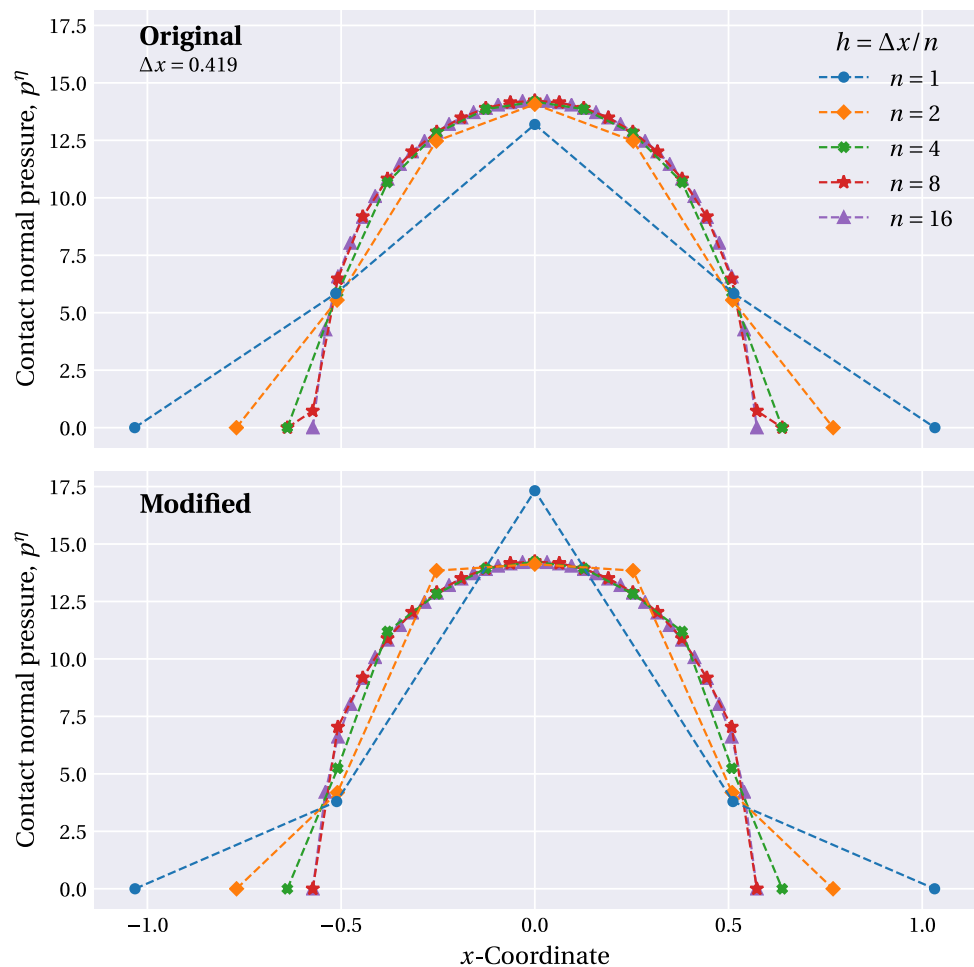 Original
Δx = 0.419
h = Δx/n
n = 1
n = 2
n = 4
n = 8
n = 16
Contact normal pressure, p^η
17.5
15.0
12.5
10.0
7.5
5.0
2.5
0.0
Modified
Contact normal pressure, p^η
17.5
15.0
12.5
10.0
7.5
5.0
2.5
0.0
−1.0
−0.5
0.0
0.5
1.0
x-Coordinate